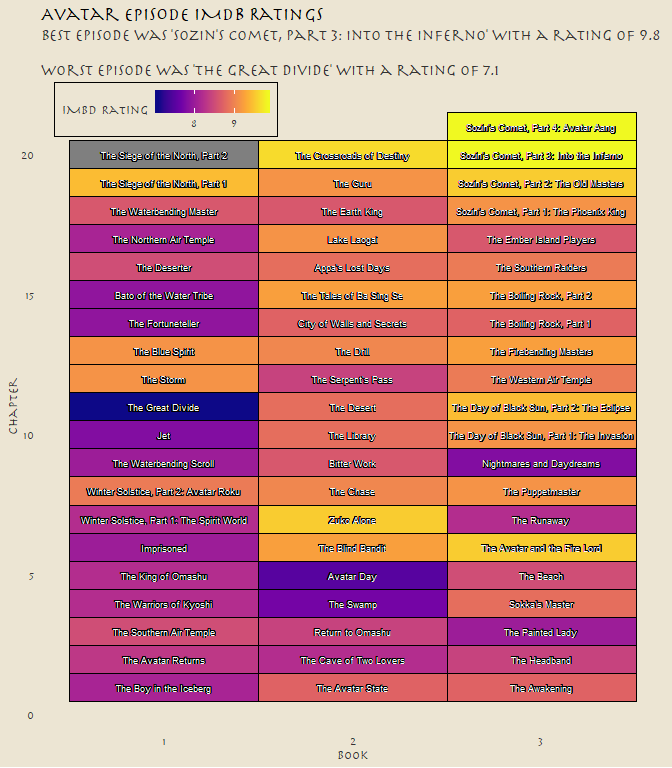 Avatar Episode IMDB Ratings
Best episode was 'Sozin's Comet, Part 3: Into the Inferno' with a rating of 9.8
Worst episode was 'The Great Divide' with a rating of 7.1
IMBD Rating
8 9
Sozin's Comet, Part 4: Avatar Aang
20 The Siege of the North, Part 2 The Crossroads of Destiny Sozin's Comet, Part 3: Into the Inferno
The Siege of the North, Part 1 The Guru Sozin's Comet, Part 2: The Old Masters
The Waterbending Master The Earth King Sozin's Comet, Part 1: The Phoenix King
The Northern Air Temple Lake Laogai The Ember Island Players
The Deserter Appa's Lost Days The Southern Raiders
15 Bato of the Water Tribe The Tales of Ba Sing Se The Boiling Rock, Part 2
The Fortuneteller City of Walls and Secrets The Boiling Rock, Part 1
The Blue Spirit The Drill The Firebending Masters
The Storm The Serpent's Pass The Western Air Temple
The Great Divide The Desert The Day of Black Sun, Part 2: The Eclipse
10 Jet The Library The Day of Black Sun, Part 1: The Invasion
The Waterbending Scroll Bitter Work Nightmares and Daydreams
Winter Solstice, Part 2: Avatar Roku The Chase The Puppetmaster
Winter Solstice, Part 1: The Spirit World Zuko Alone The Runaway
Imprisoned The Blind Bandit The Avatar and the Fire Lord
5 The King of Omashu Avatar Day The Beach
The Warriors of Kyoshi The Swamp Sokka's Master
The Southern Air Temple Return to Omashu The Painted Lady
The Avatar Returns The Cave of Two Lovers The Headband
The Boy in the Iceberg The Avatar State The Awakening
0
Chapter
1 2 3
Book